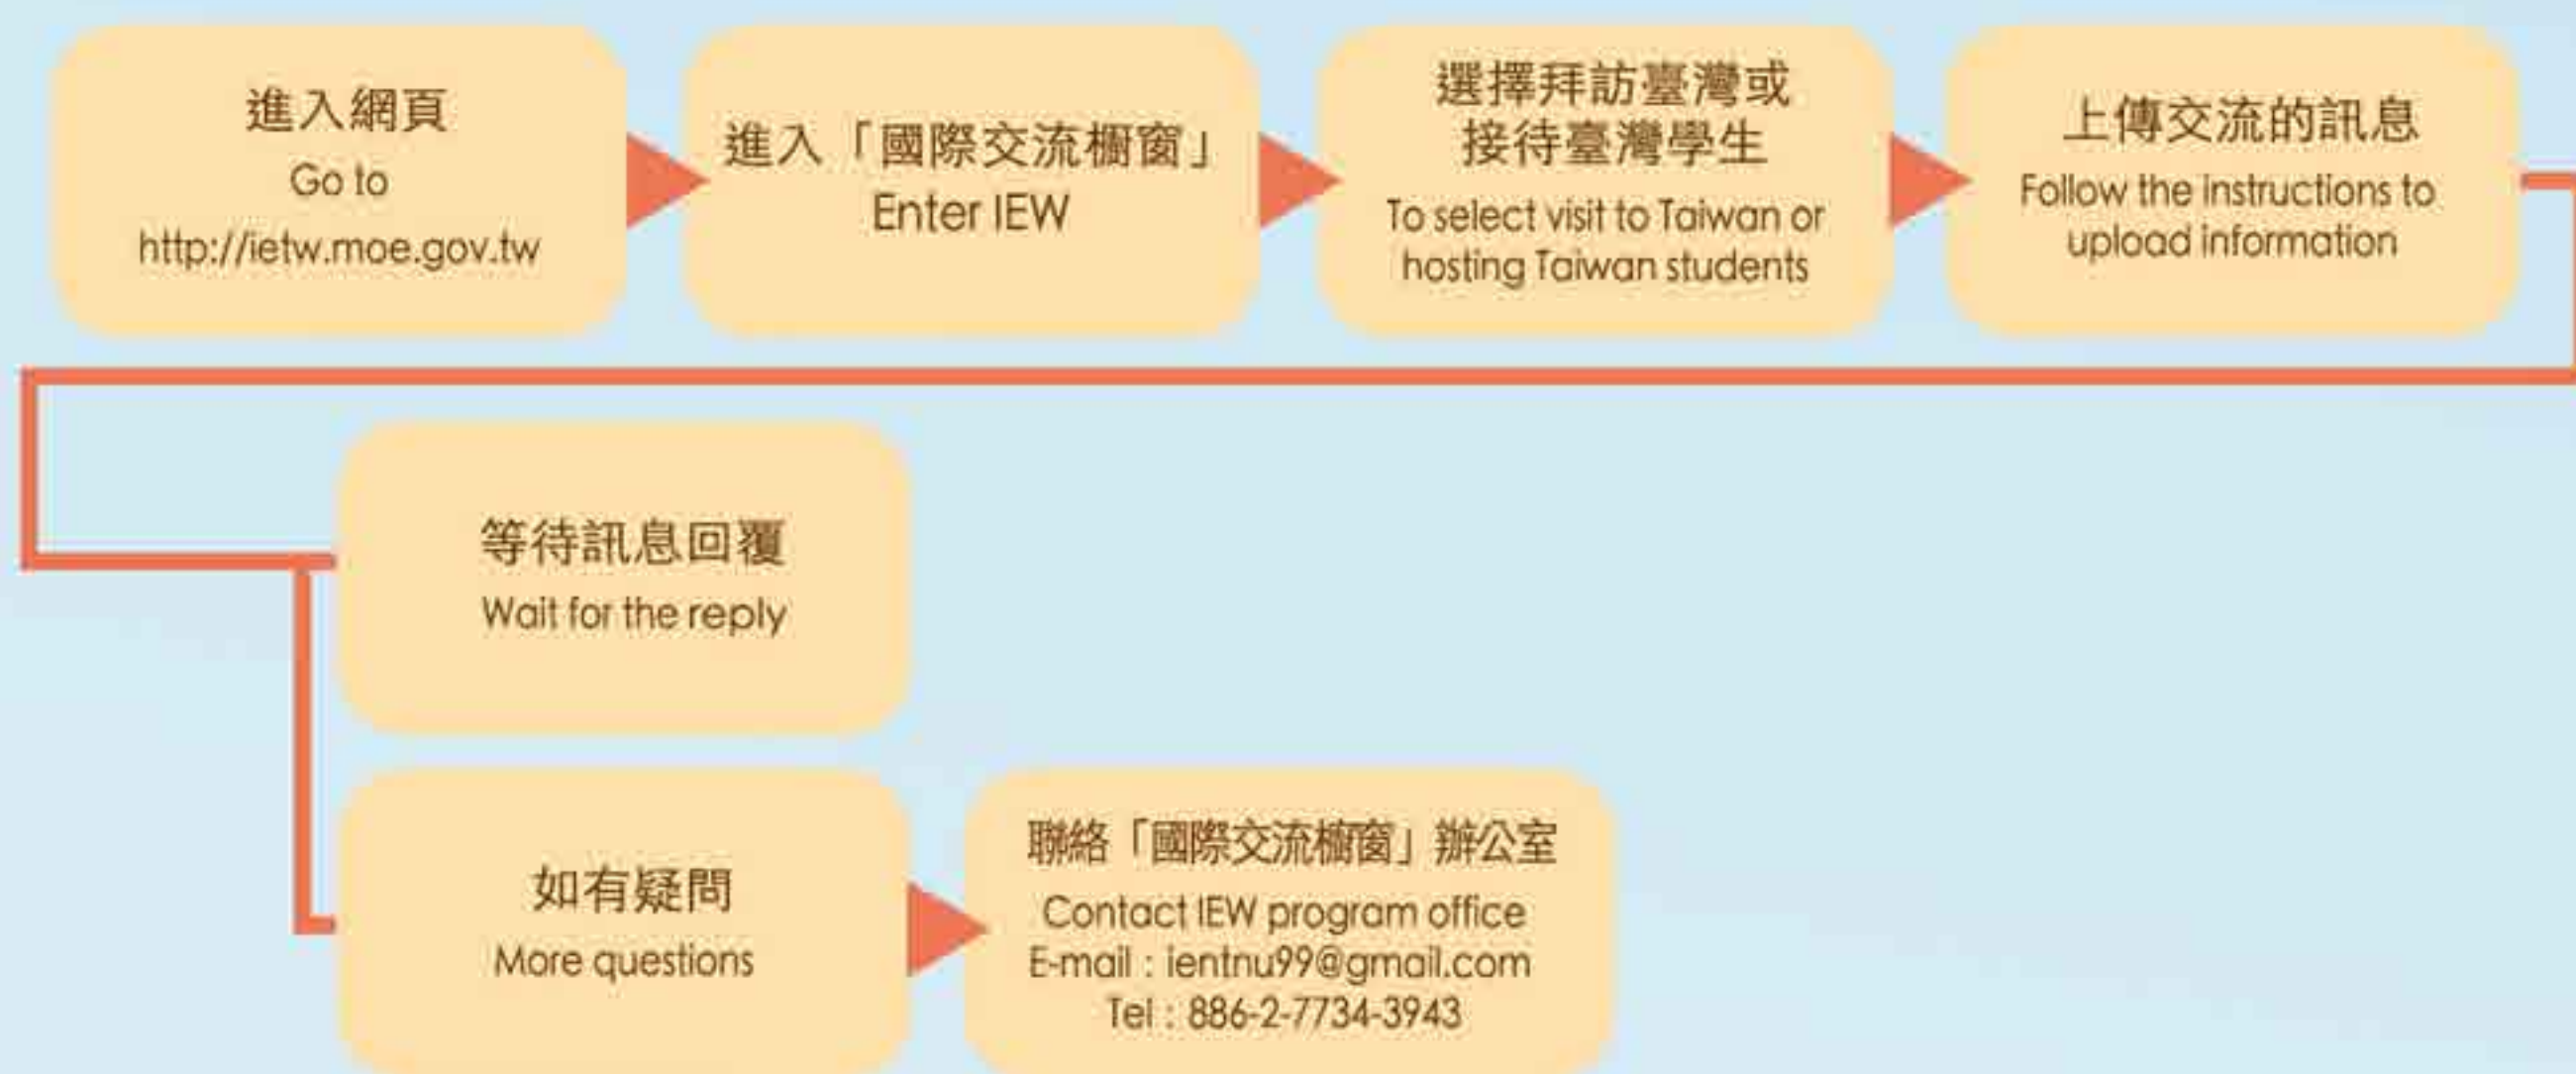 進入網頁
Go to
http://ietw.moe.gov.tw
進入「國際交流櫥窗」
Enter IEW
選擇拜訪臺灣或
接待臺灣學生
To select visit to Taiwan or
hosting Taiwan students
上傳交流的訊息
Follow the instructions to
upload information
等待訊息回覆
Wait for the reply
如有疑問
More questions
聯絡「國際交流櫥窗」辦公室
Contact IEW program office
E-mail : ientnu99@gmail.com
Tel : 886-2-7734-3943